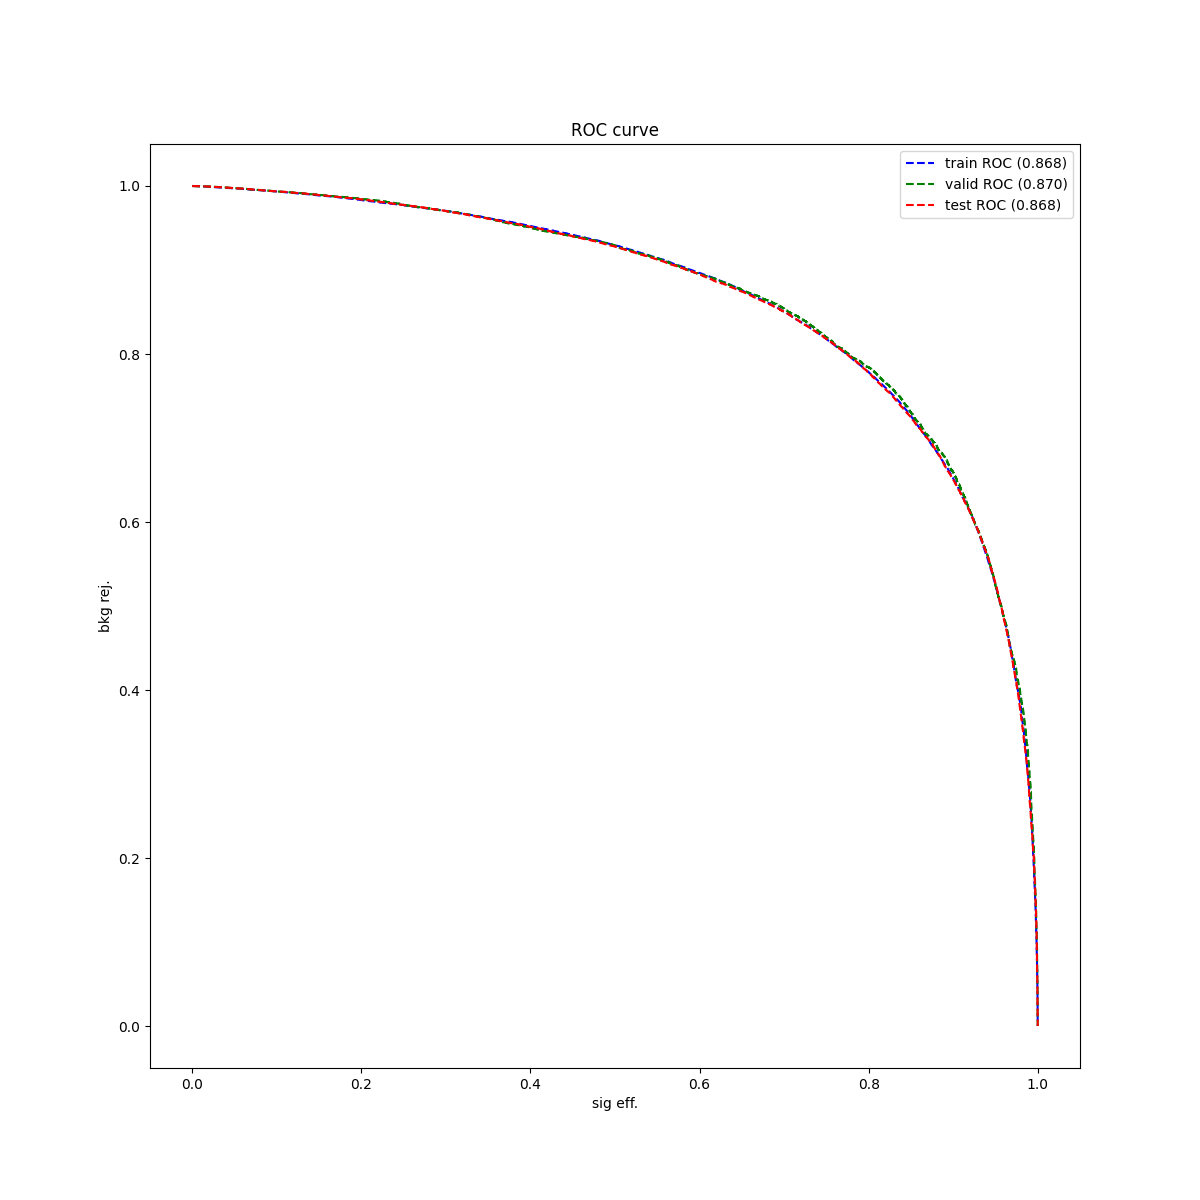 ROC curve
train ROC (0.868)
valid ROC (0.870)
test ROC (0.868)
1.0
0.8
0.6
0.4
0.2
0.0
bkg rej.
0.0 0.2 0.4 0.6 0.8 1.0
sig eff.